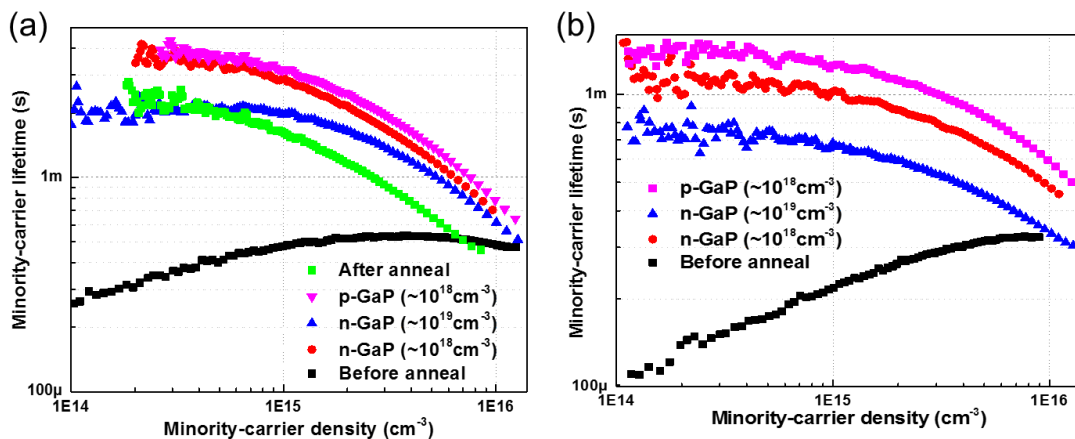 (a)
Minority-carrier lifetime (s)
1m
100µ
After anneal
p-GaP (~10¹⁸cm⁻³)
n-GaP (~10¹⁹cm⁻³)
n-GaP (~10¹⁸cm⁻³)
Before anneal
1E14 1E15 1E16
Minority-carrier density (cm⁻³)
(b)
Minority-carrier lifetime (s)
1m
100µ
p-GaP (~10¹⁸cm⁻³)
n-GaP (~10¹⁹cm⁻³)
n-GaP (~10¹⁸cm⁻³)
Before anneal
1E14 1E15 1E16
Minority-carrier density (cm⁻³)